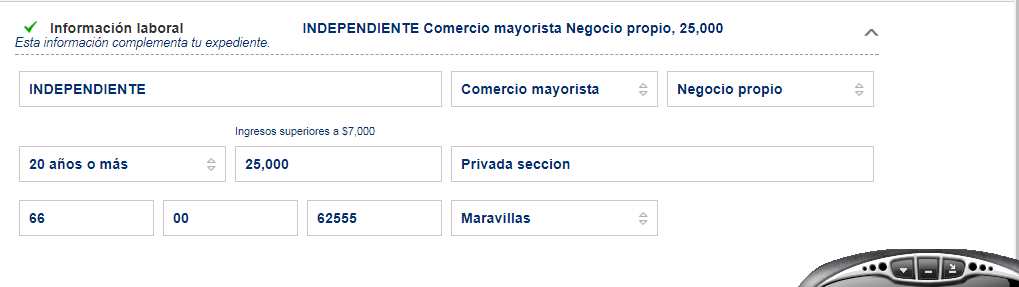 Información laboral INDEPENDIENTE Comercio mayorista Negocio propio, 25,000
Esta información complementa tu expediente.
INDEPENDIENTE Comercio mayorista Negocio propio
Ingresos superiores a $7,000
20 años o más 25,000 Privada seccion
66 00 62555 Maravillas